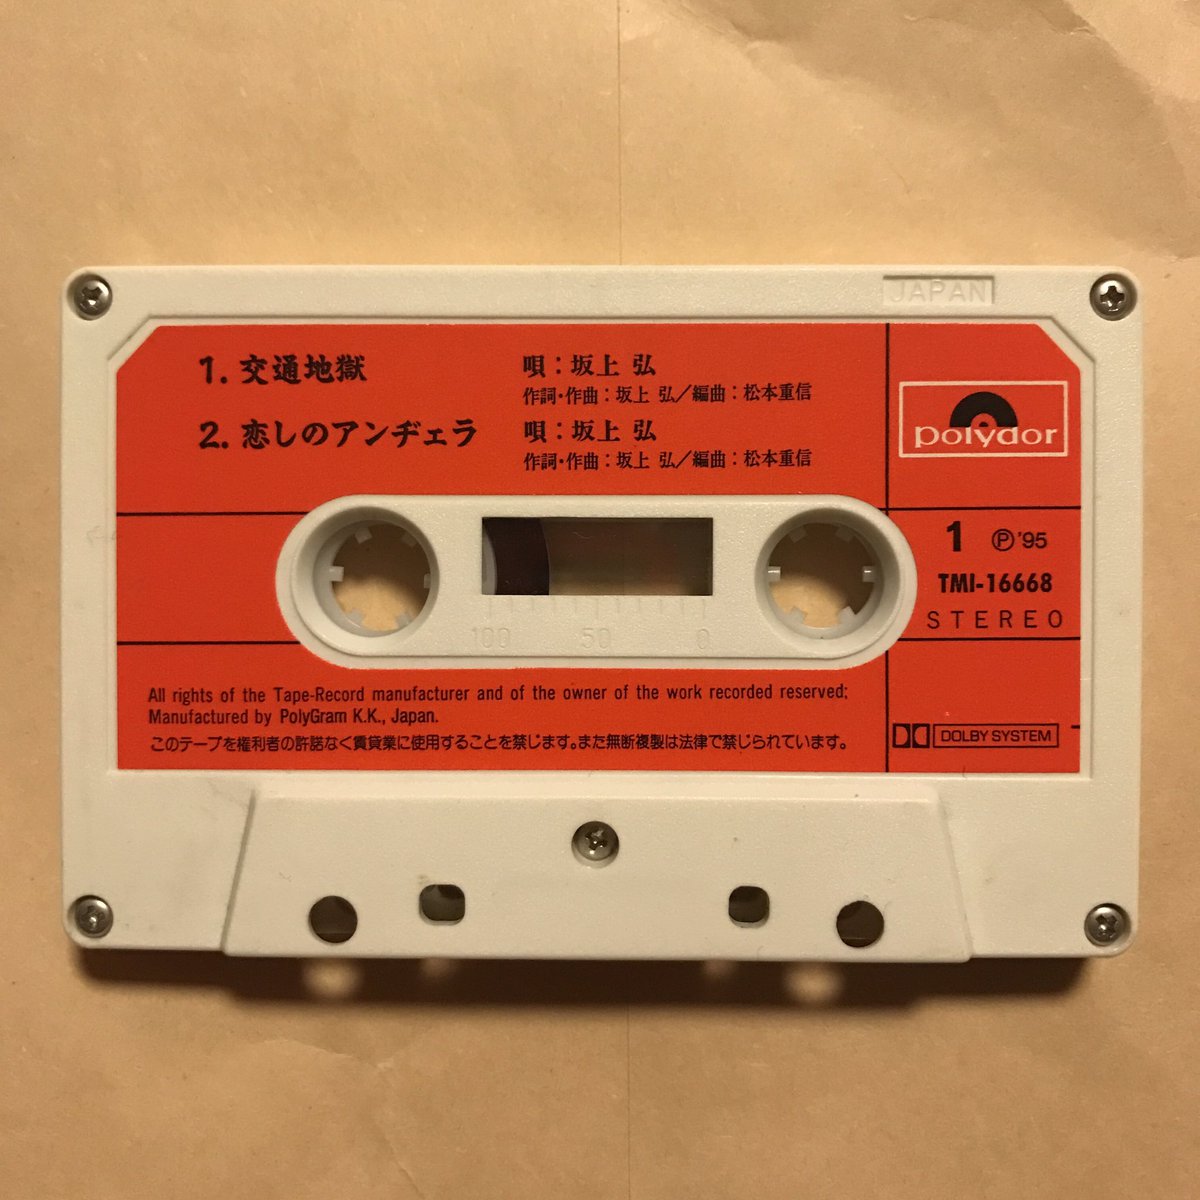 JAPAN
1. 交通地獄
唄：坂上 弘
作詞・作曲：坂上 弘／編曲：松本重信
2. 恋しのアンヂェラ
唄：坂上 弘
作詞・作曲：坂上 弘／編曲：松本重信
polydor
1 Ⓟ'95
TMI-16668
STEREO
100 50 0
All rights of the Tape-Record manufacturer and of the owner of the work recorded reserved;
Manufactured by PolyGram K.K., Japan.
このテープを権利者の許諾なく賃貸業に使用することを禁じます。また無断複製は法律で禁じられています。
DOLBY SYSTEM